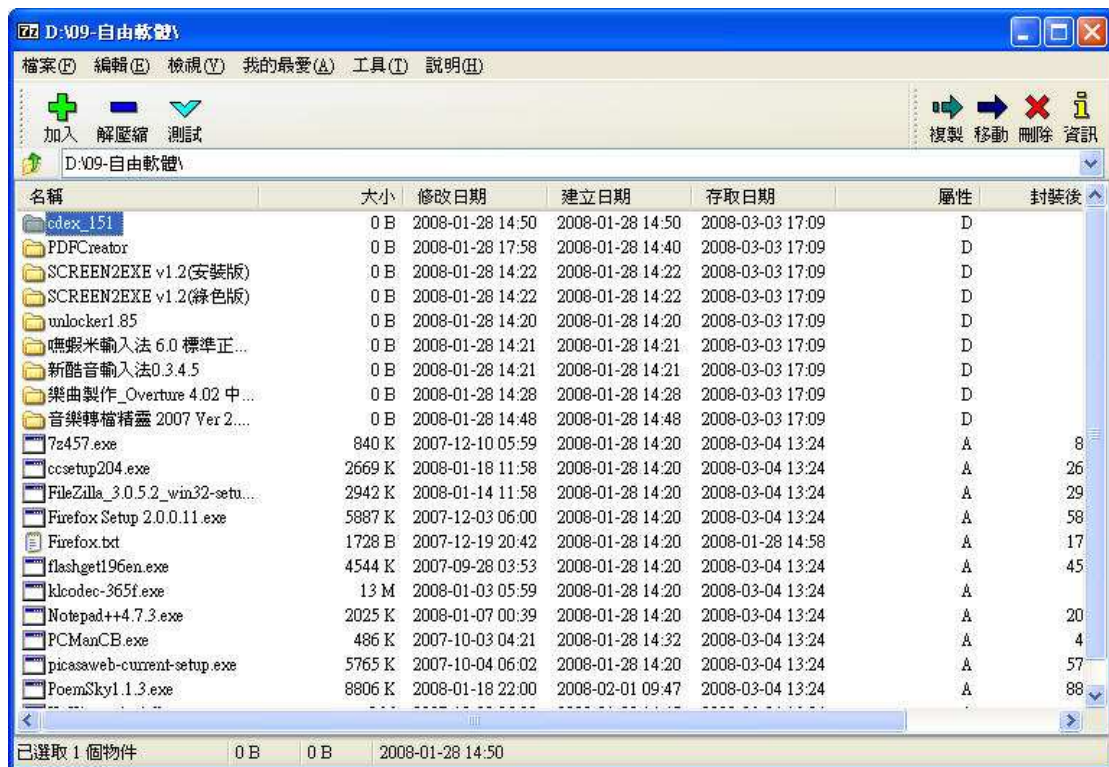 7z D:\09-自由軟體\
檔案(F) 編輯(E) 檢視(V) 我的最愛(A) 工具(T) 說明(H)
加入 解壓縮 測試 複製 移動 刪除 資訊
D:\09-自由軟體\
名稱 大小 修改日期 建立日期 存取日期 屬性 封裝後
cdex_151 0 B 2008-01-28 14:50 2008-01-28 14:50 2008-03-03 17:09 D
PDFCreator 0 B 2008-01-28 17:58 2008-01-28 14:40 2008-03-03 17:09 D
SCREEN2EXE v1.2(安裝版) 0 B 2008-01-28 14:22 2008-01-28 14:22 2008-03-03 17:09 D
SCREEN2EXE v1.2(綠色版) 0 B 2008-01-28 14:22 2008-01-28 14:22 2008-03-03 17:09 D
unlocker1.85 0 B 2008-01-28 14:20 2008-01-28 14:20 2008-03-03 17:09 D
嘸蝦米輸入法 6.0 標準正... 0 B 2008-01-28 14:21 2008-01-28 14:21 2008-03-03 17:09 D
新酷音輸入法0.3.4.5 0 B 2008-01-28 14:21 2008-01-28 14:21 2008-03-03 17:09 D
樂曲製作_Overture 4.02 中... 0 B 2008-01-28 14:28 2008-01-28 14:28 2008-03-03 17:09 D
音樂轉檔精靈 2007 Ver 2.... 0 B 2008-01-28 14:48 2008-01-28 14:48 2008-03-03 17:09 D
7z457.exe 840 K 2007-12-10 05:59 2008-01-28 14:20 2008-03-04 13:24 A 8
ccsetup204.exe 2669 K 2008-01-18 11:58 2008-01-28 14:20 2008-03-04 13:24 A 26
FileZilla_3.0.5.2_win32-setu... 2942 K 2008-01-14 11:58 2008-01-28 14:20 2008-03-04 13:24 A 29
Firefox Setup 2.0.0.11.exe 5887 K 2007-12-03 06:00 2008-01-28 14:20 2008-03-04 13:24 A 58
Firefox.txt 1728 B 2007-12-19 20:42 2008-01-28 14:20 2008-01-28 14:58 A 17
flashget196en.exe 4544 K 2007-09-28 03:53 2008-01-28 14:20 2008-03-04 13:24 A 45
klcodec-365f.exe 13 M 2008-01-03 05:59 2008-01-28 14:20 2008-03-04 13:24 A
Notepad++4.7.3.exe 2025 K 2008-01-07 00:39 2008-01-28 14:20 2008-03-04 13:24 A 20
PCManCB.exe 486 K 2007-10-03 04:21 2008-01-28 14:32 2008-03-04 13:24 A 4
picasaweb-current-setup.exe 5765 K 2007-10-04 06:02 2008-01-28 14:20 2008-03-04 13:24 A 57
PoemSky1.1.3.exe 8806 K 2008-01-18 22:00 2008-02-01 09:47 2008-03-04 13:24 A 88
已選取 1 個物件 0 B 0 B 2008-01-28 14:50